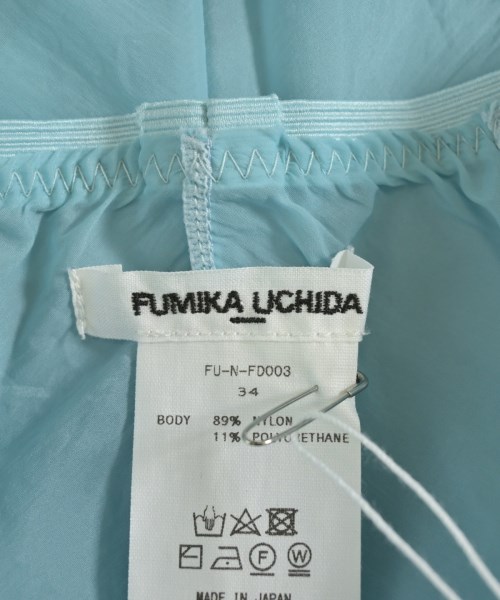 FUMIKA UCHIDA
FU-N-FD003
34
BODY 89% NYLON
11% POLYURETHANE
F W
MADE IN JAPAN